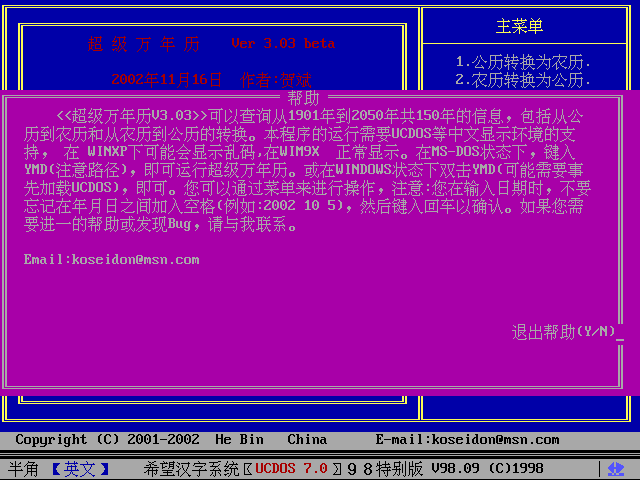 超级万年历 Ver 3.03 beta
2002年11月16日 作者:贺斌
主菜单
1.公历转换为农历.
2.农历转换为公历.
帮助
<<超级万年历V3.03>>可以查询从1901年到2050年共150年的信息，包括从公
历到农历和从农历到公历的转换。本程序的运行需要UCDOS等中文显示环境的支
持， 在 WINXP下可能会显示乱码,在WIM9X 正常显示。在MS-DOS状态下，键入
YMD(注意路径)，即可运行超级万年历。或在WINDOWS状态下双击YMD(可能需要事
先加载UCDOS)，即可。您可以通过菜单来进行操作，注意:您在输入日期时，不要
忘记在年月日之间加入空格(例如:2002 10 5)，然后键入回车以确认。如果您需
要进一的帮助或发现Bug，请与我联系。
Email:koseidon@msn.com
退出帮助(Y/N)_
Copyright (C) 2001-2002 He Bin China E-mail:koseidon@msn.com
半角 【英文】 希望汉字系统〖UCDOS 7.0〗98特别版 V98.09 (C)1998